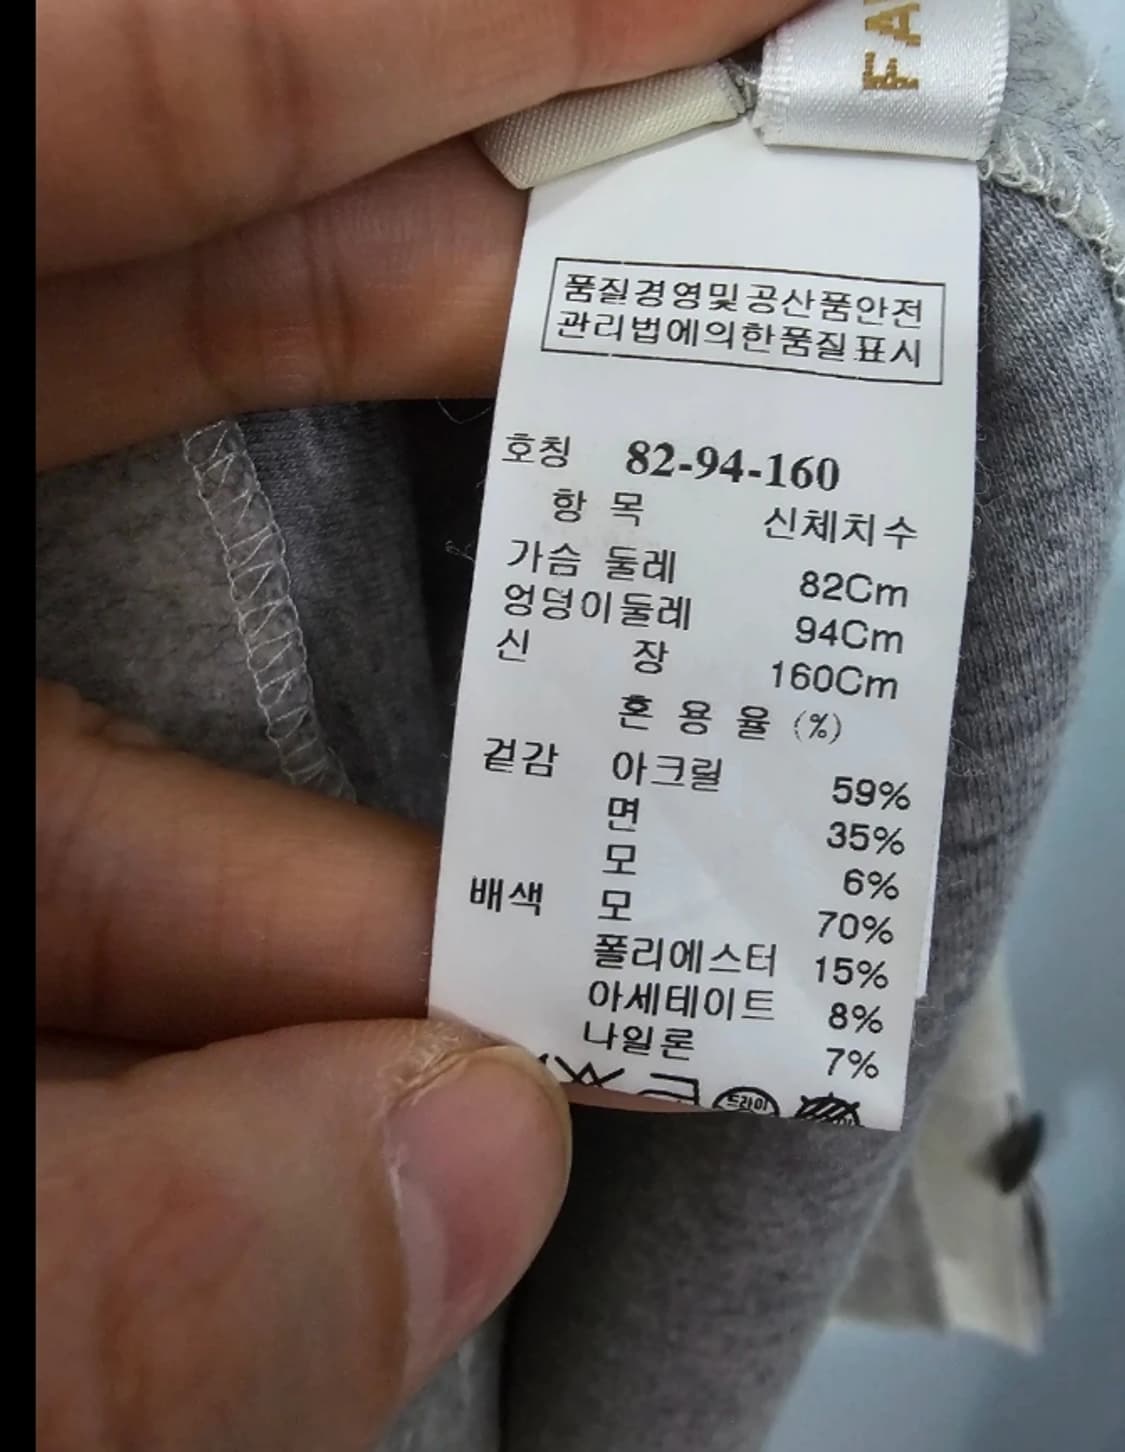 FA
품질경영및공산품안전
관리법에의한품질표시
호칭 82-94-160
항 목 신체치수
가슴 둘레 82Cm
엉덩이둘레 94Cm
신 장 160Cm
혼 용 율 (%)
겉감 아크릴 59%
면 35%
모 6%
배색 모 70%
폴리에스터 15%
아세테이트 8%
나일론 7%
드라이